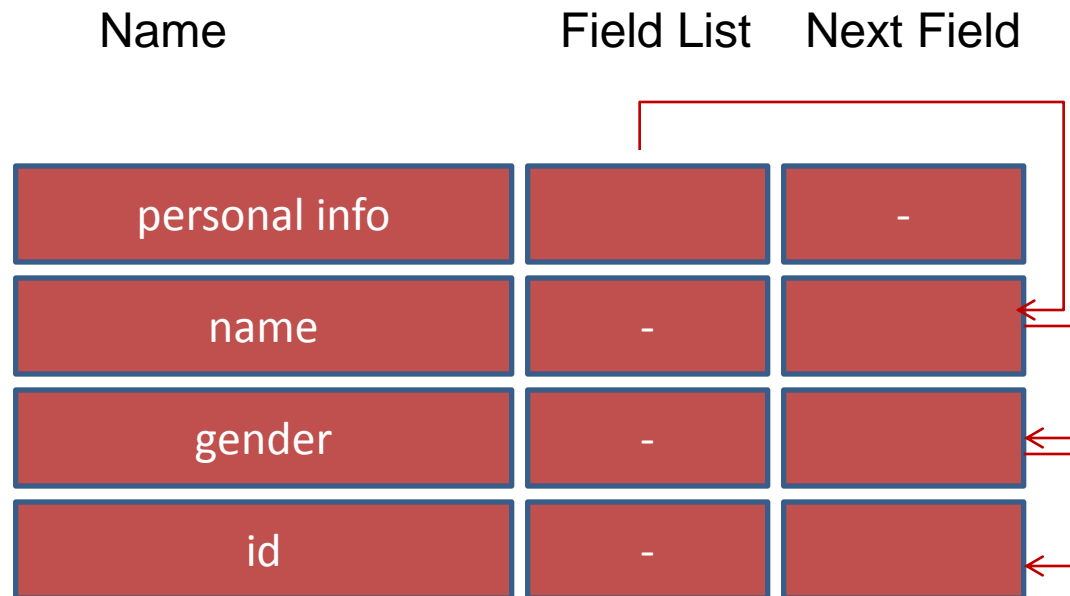 Name Field List Next Field
personal info -
name -
gender -
id -